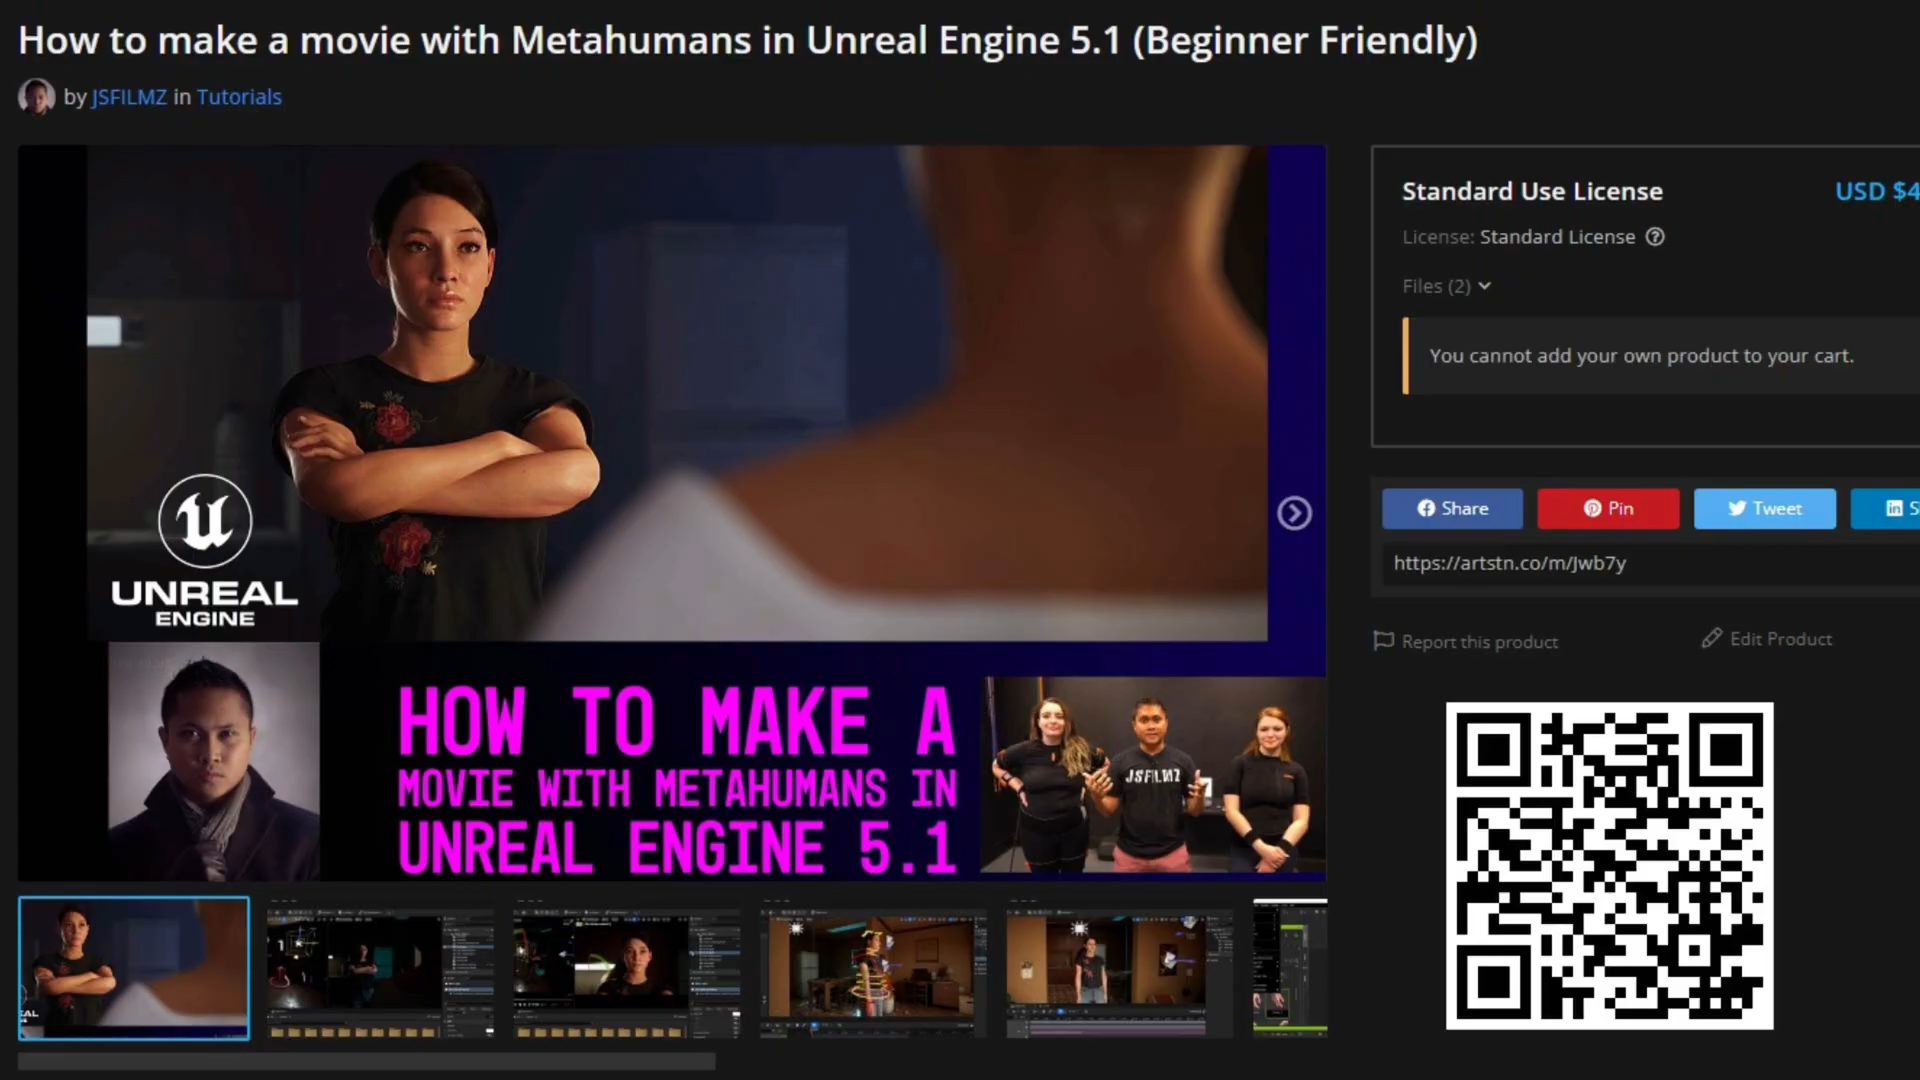 How to make a movie with Metahumans in Unreal Engine 5.1 (Beginner Friendly)
by JSFILMZ in Tutorials
UNREAL
ENGINE
HOW TO MAKE A
MOVIE WITH METAHUMANS IN
UNREAL ENGINE 5.1
JSFILMZ
Standard Use License
USD $4
License: Standard License
Files (2)
You cannot add your own product to your cart.
Share
Pin
Tweet
https://artstn.co/m/Jwb7y
Report this product
Edit Product